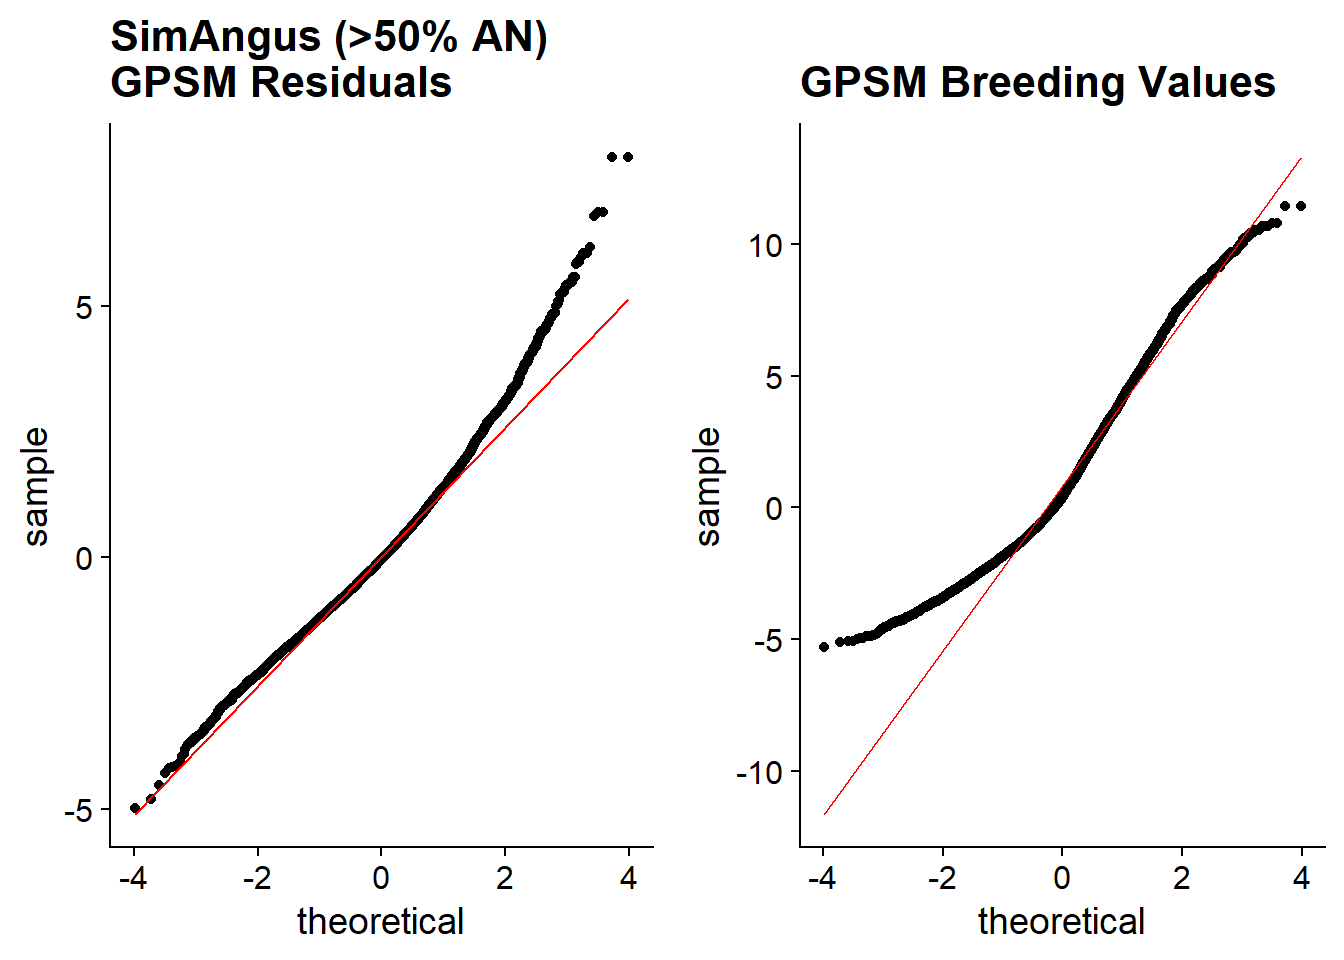 SimAngus (>50% AN)
GPSM Residuals
5
0
-5
sample
-4 -2 0 2 4
theoretical
GPSM Breeding Values
10
5
0
-5
-10
sample
-4 -2 0 2 4
theoretical